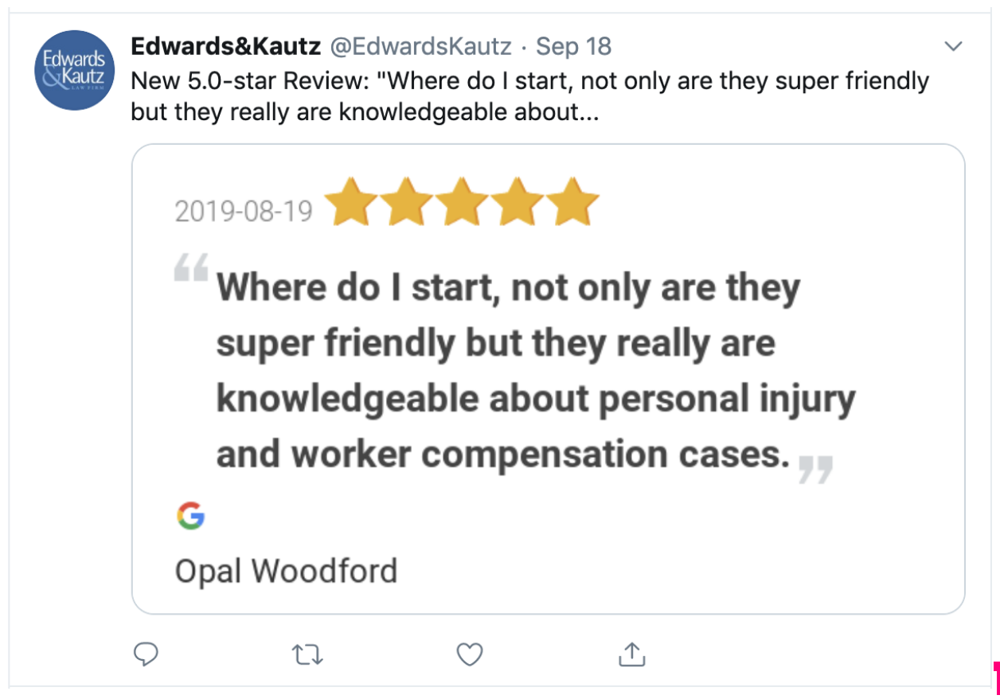 Edwards&Kautz @EdwardsKautz · Sep 18
Edwards
&Kautz
LAW FIRM
New 5.0-star Review: "Where do I start, not only are they super friendly
but they really are knowledgeable about...
2019-08-19
“Where do I start, not only are they
super friendly but they really are
knowledgeable about personal injury
and worker compensation cases.”
G
Opal Woodford